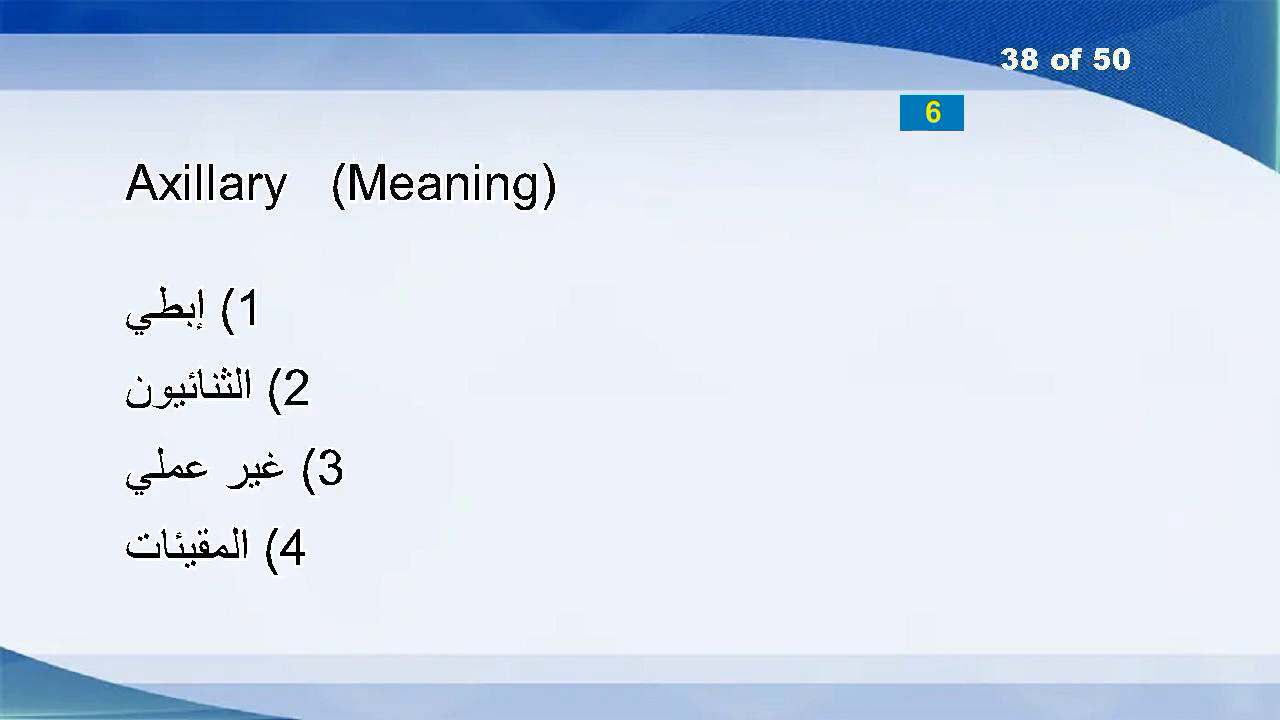 38 of 50
6
Axillary (Meaning)
1) إبطي
2) الثنائيون
3) غير عملي
4) المقيئات